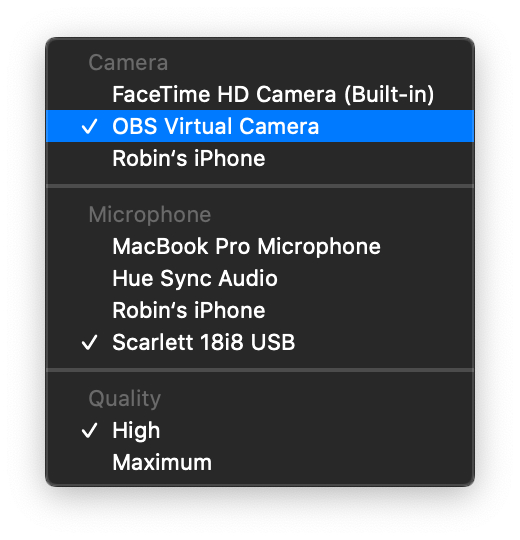 Camera
FaceTime HD Camera (Built-in)
✓ OBS Virtual Camera
Robin’s iPhone
Microphone
MacBook Pro Microphone
Hue Sync Audio
Robin’s iPhone
✓ Scarlett 18i8 USB
Quality
✓ High
Maximum